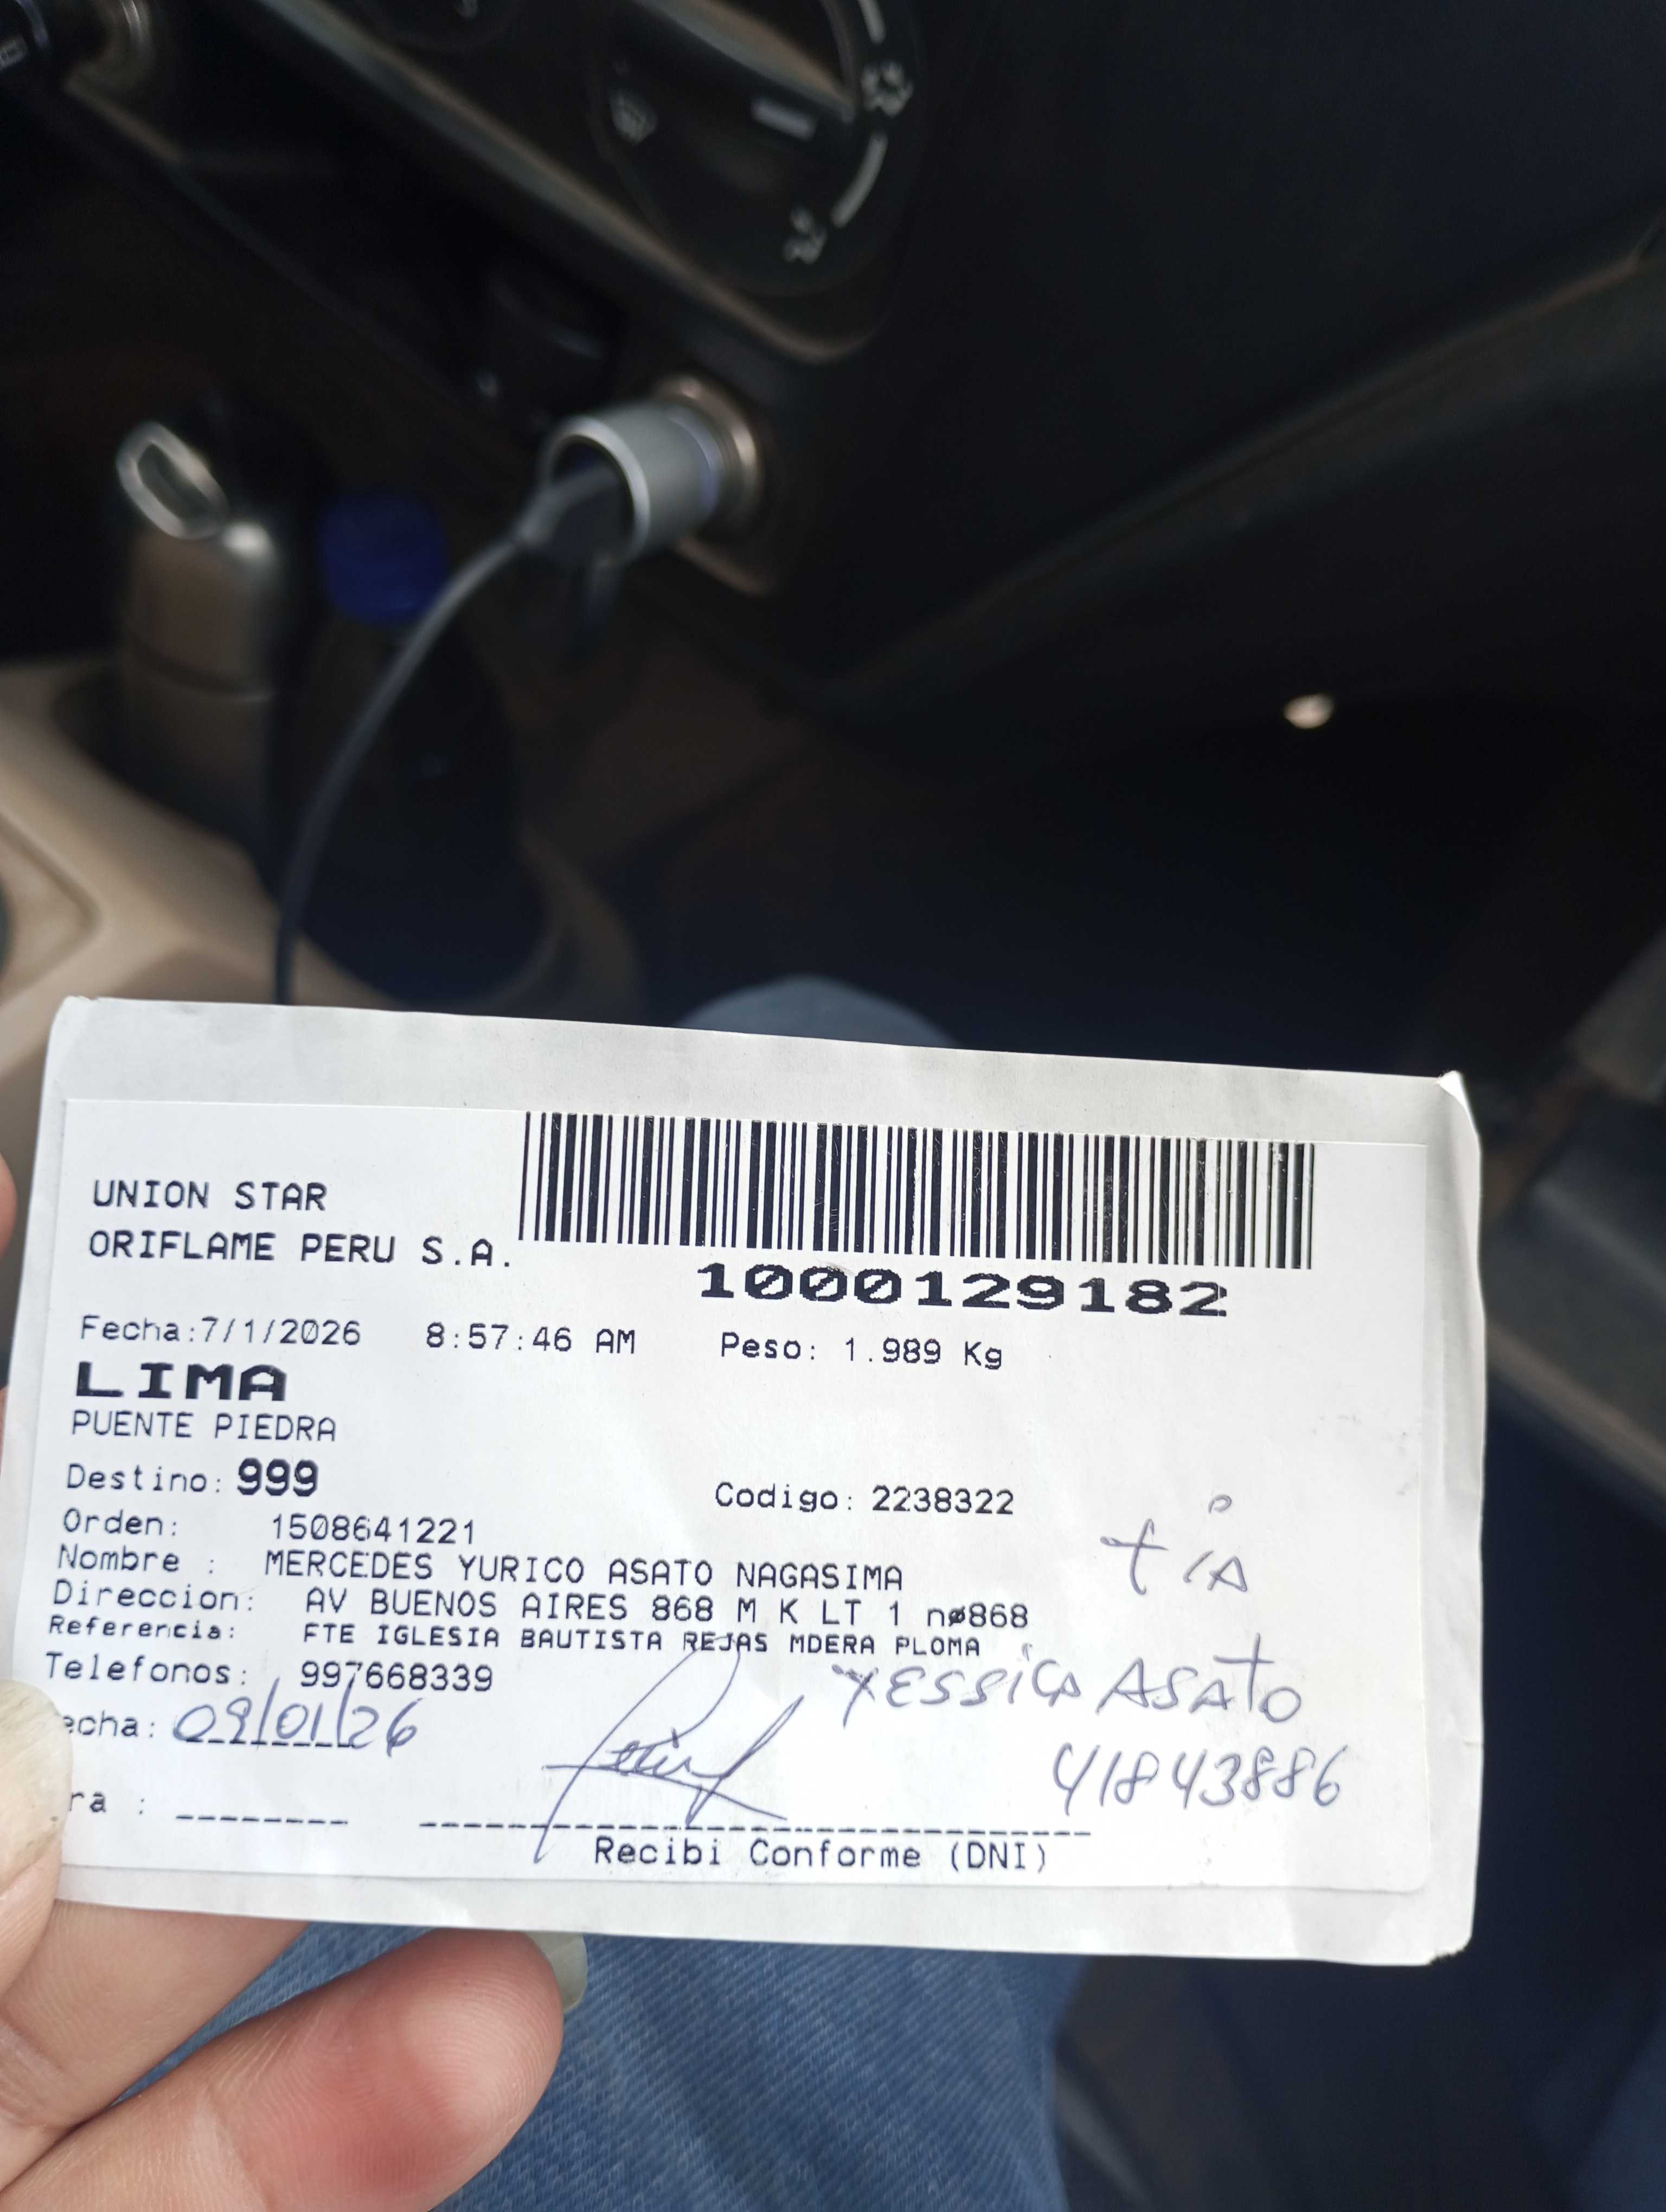 UNION STAR
ORIFLAME PERU S.A.
1000129182
Fecha:7/1/2026 8:57:46 AM Peso: 1.989 Kg
LIMA
PUENTE PIEDRA
Destino: 999 Codigo: 2238322
Orden: 1508641221
Nombre : MERCEDES YURICO ASATO NAGASIMA
tia
Direccion: AV BUENOS AIRES 868 M K LT 1 nø868
Referencia: FTE IGLESIA BAUTISTA REJAS MDERA PLOMA
Telefonos: 997668339
YESSiCA ASAtO
echa: 09/01/26
41843886
ra :
Recibi Conforme (DNI)